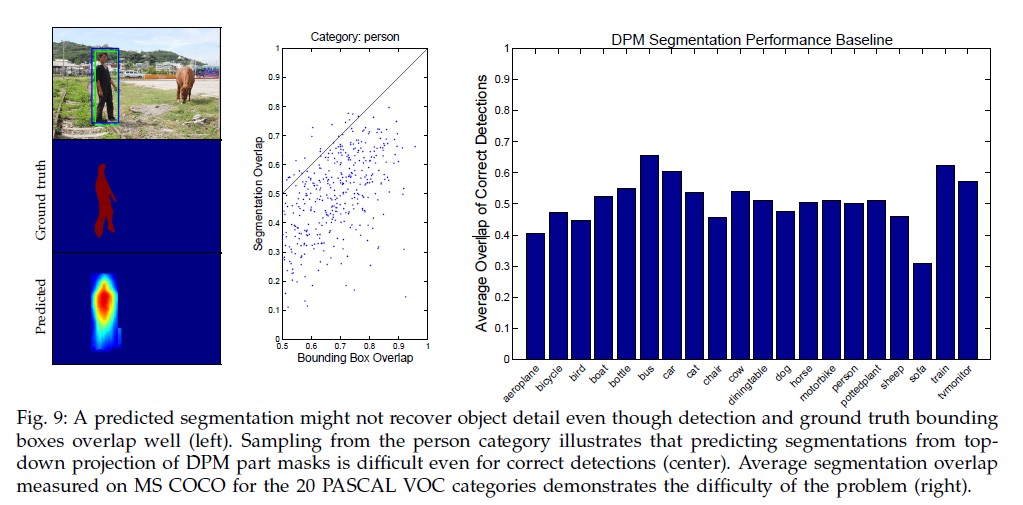 Ground truth
Predicted
Category: person
Segmentation Overlap
1
0.9
0.8
0.7
0.6
0.5
0.4
0.3
0.2
0.1
0
0.5 0.6 0.7 0.8 0.9 1
Bounding Box Overlap
DPM Segmentation Performance Baseline
Average Overlap of Correct Detections
1
0.9
0.8
0.7
0.6
0.5
0.4
0.3
0.2
0.1
0
aeroplane
bicycle
bird
boat
bottle
bus
car
cat
chair
cow
diningtable
dog
horse
motorbike
person
pottedplant
sheep
sofa
train
tvmonitor
Fig. 9: A predicted segmentation might not recover object detail even though detection and ground truth bounding
boxes overlap well (left). Sampling from the person category illustrates that predicting segmentations from top-
down projection of DPM part masks is difficult even for correct detections (center). Average segmentation overlap
measured on MS COCO for the 20 PASCAL VOC categories demonstrates the difficulty of the problem (right).